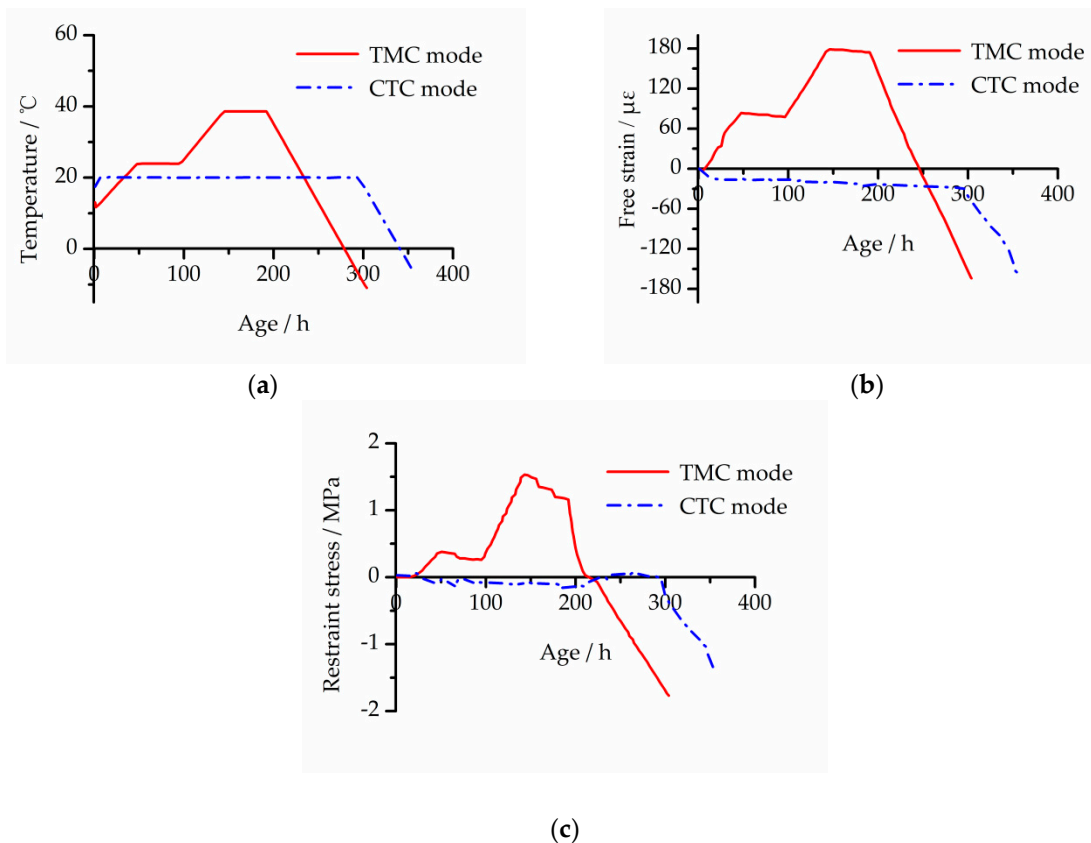 60
40
20
0
0
100
200
300
400
Temperature / ℃
Age / h
TMC mode
CTC mode
(a)
180
120
60
0
-60
-120
-180
0
100
200
300
400
Free strain / με
Age / h
TMC mode
CTC mode
(b)
2
1
0
-1
-2
0
100
200
300
400
Restraint stress / MPa
Age / h
TMC mode
CTC mode
(c)